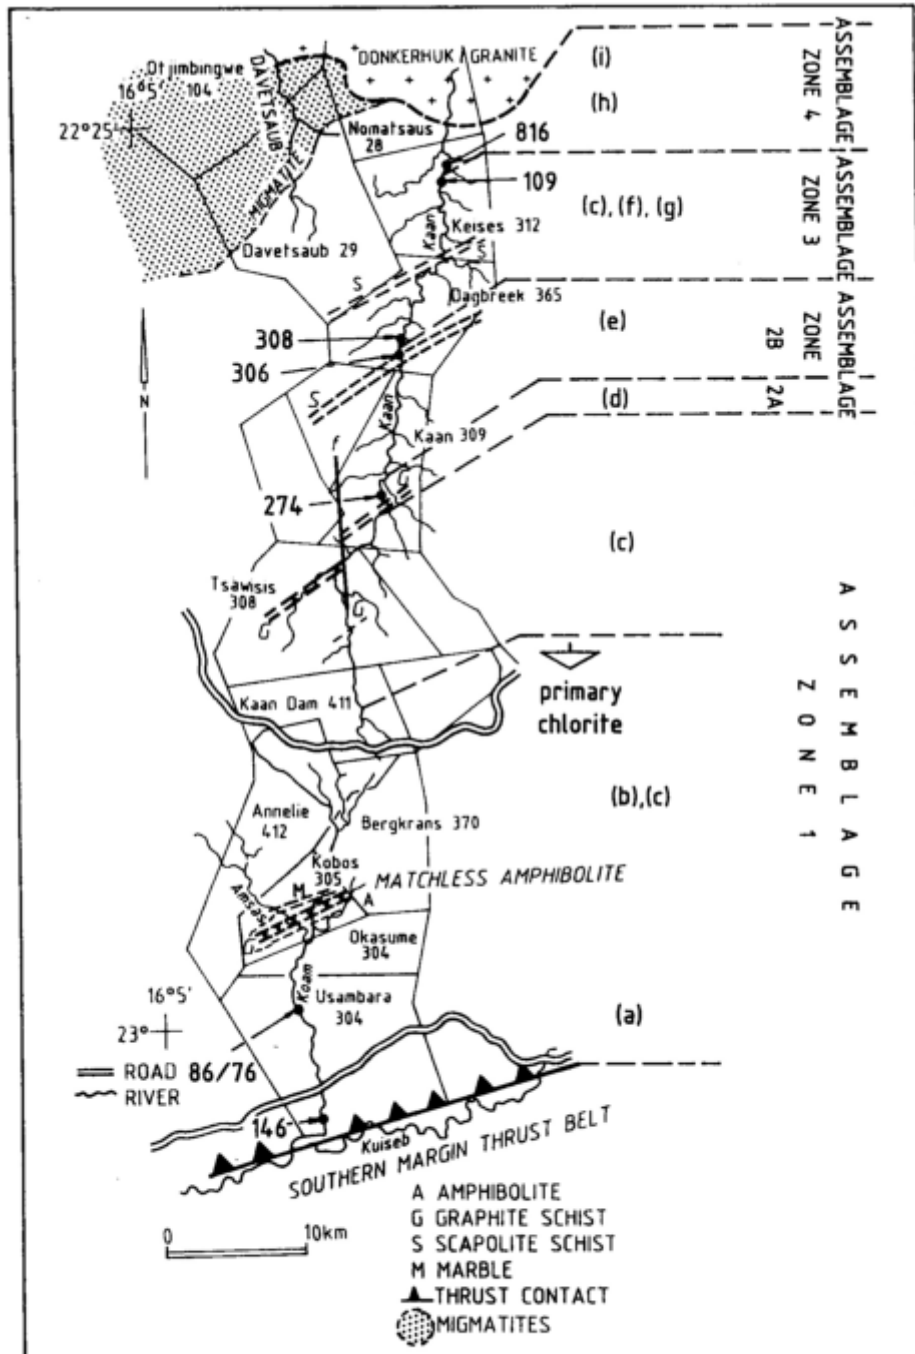 DONKERHUK GRANITE
Otjimbingwe
104
16°5'
22°25'
DAVETSAUB
MIGMATITE
Nomatsaus
28
816
109
Keises 312
Kaan
Davetsaub 29
S
S
Dagbreek 365
308
306
S
N
Kaan
Kaan 309
f
274
G
Tsawisis
308
G
Kaan Dam 411
primary
chlorite
Annelie
412
Bergkrans 370
Kobos
305
MATCHLESS AMPHIBOLITE
Amsas
M
A
G
Okasume
304
Koam
Usambara
304
16°5'
23°
ROAD
86/76
RIVER
146
Kuiseb
SOUTHERN MARGIN THRUST BELT
0
10km
A AMPHIBOLITE
G GRAPHITE SCHIST
S SCAPOLITE SCHIST
M MARBLE
THRUST CONTACT
MIGMATITES
(i)
(h)
(c), (f), (g)
(e)
(d)
(c)
(b),(c)
(a)
ASSEMBLAGE
ZONE 4
ASSEMBLAGE
ZONE 3
ASSEMBLAGE
ZONE
2B
2A
ASSEMBLAGE
ZONE 1